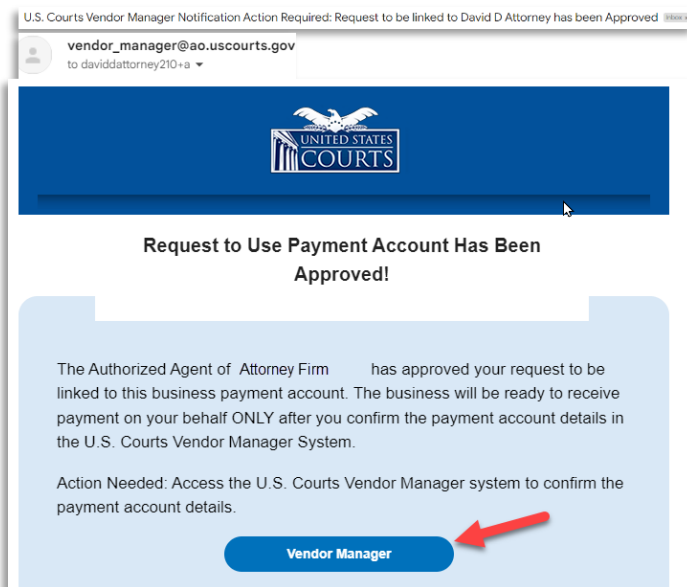 U.S. Courts Vendor Manager Notification Action Required: Request to be linked to David D Attorney has been Approved Inbox
vendor_manager@ao.uscourts.gov
to daviddattorney210+a
UNITED STATES
COURTS
Request to Use Payment Account Has Been
Approved!
The Authorized Agent of Attorney Firm has approved your request to be
linked to this business payment account. The business will be ready to receive
payment on your behalf ONLY after you confirm the payment account details in
the U.S. Courts Vendor Manager System.
Action Needed: Access the U.S. Courts Vendor Manager system to confirm the
payment account details.
Vendor Manager